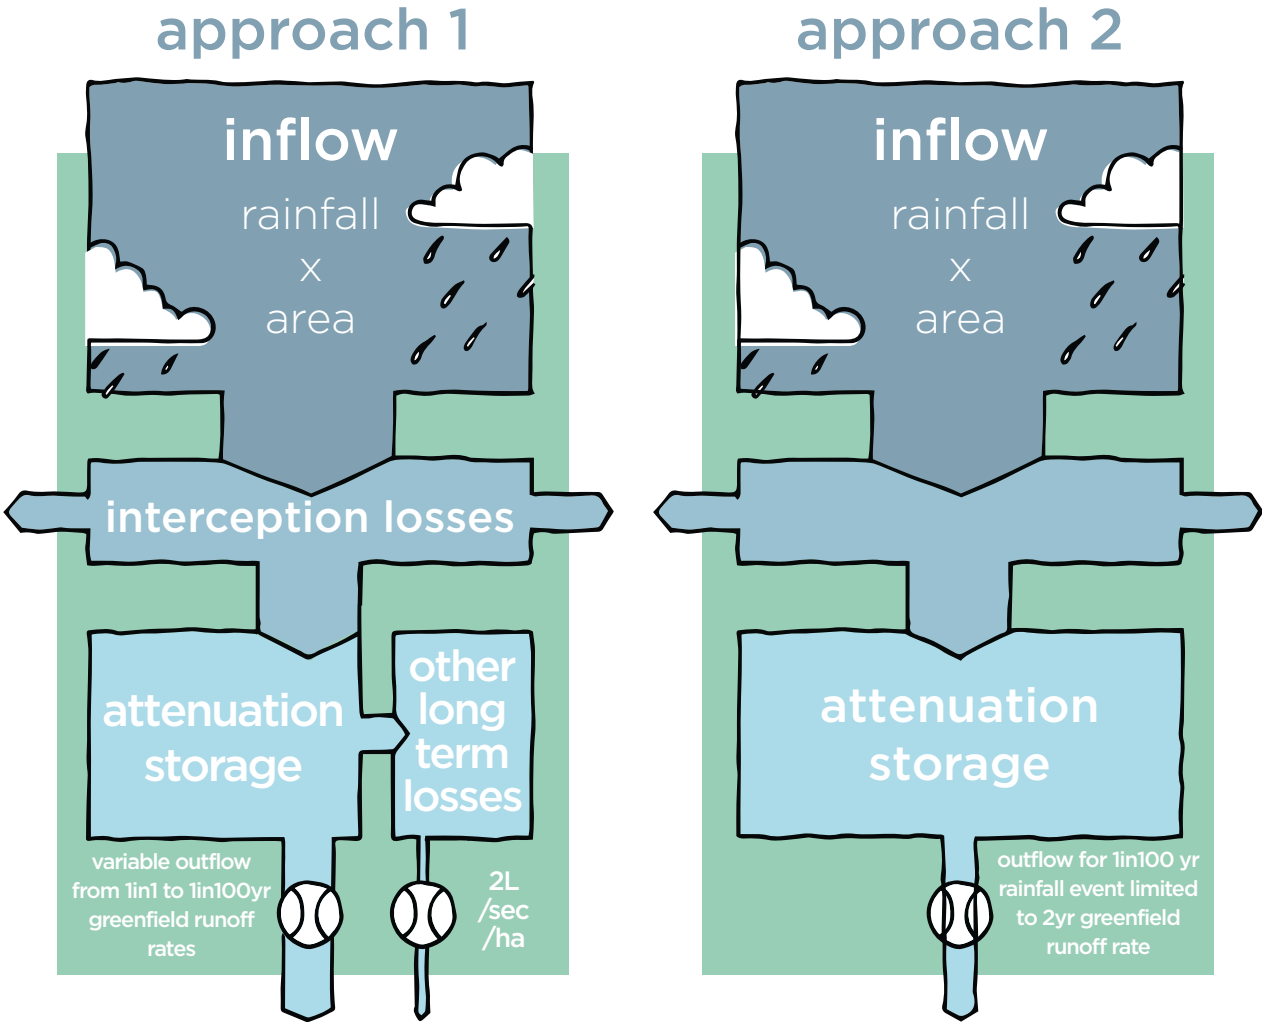 approach 1
inflow
rainfall
x
area
interception losses
attenuation
storage
other
long
term
losses
variable outflow
from 1in1 to 1in100yr
greenfield runoff
rates
2L
/sec
/ha
approach 2
inflow
rainfall
x
area
attenuation
storage
outflow for 1in100 yr
rainfall event limited
to 2yr greenfield
runoff rate